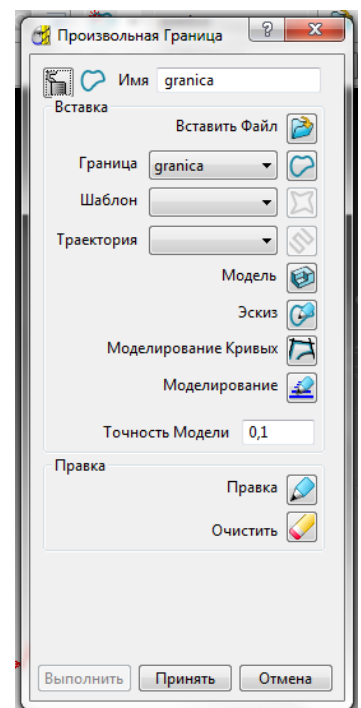 Произвольная Граница
Имя granica
Вставка
Вставить Файл
Граница granica
Шаблон
Траектория
Модель
Эскиз
Моделирование Кривых
Моделирование
Точность Модели 0,1
Правка
Правка
Очистить
Выполнить Принять Отмена